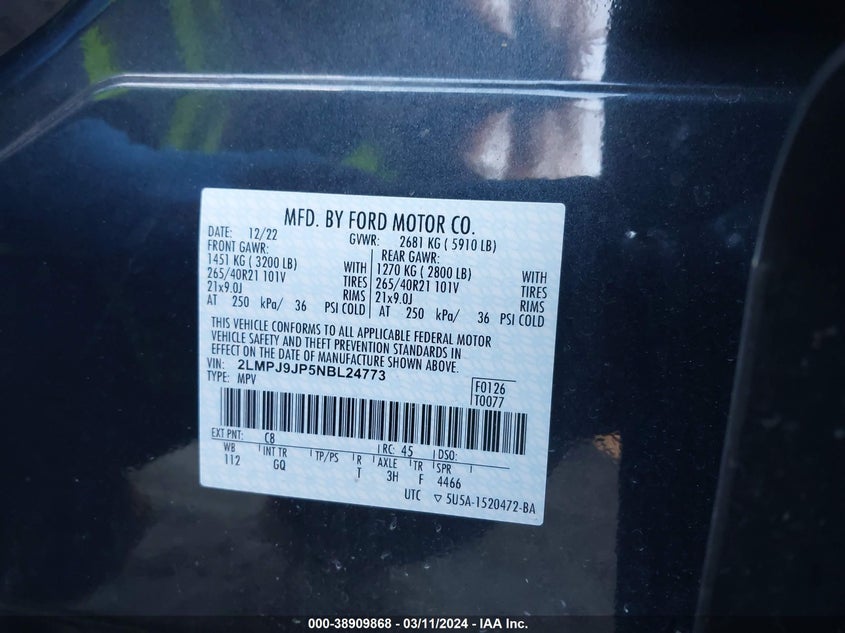 MFD. BY FORD MOTOR CO.
DATE: 12/22 GVWR: 2681 KG ( 5910 LB)
FRONT GAWR: REAR GAWR:
1451 KG ( 3200 LB) WITH 1270 KG ( 2800 LB) WITH
265/40R21 101V TIRES 265/40R21 101V TIRES
21x9.0J RIMS 21x9.0J RIMS
AT 250 kPa/ 36 PSI COLD AT 250 kPa/ 36 PSI COLD
THIS VEHICLE CONFORMS TO ALL APPLICABLE FEDERAL MOTOR
VEHICLE SAFETY AND THEFT PREVENTION STANDARDS IN
EFFECT ON THE DATE OF MANUFACTURE SHOWN ABOVE.
VIN: 2LMPJ9JP5NBL24773
TYPE: MPV F0126
T0077
EXT PNT: C8 RC: 45 DSO:
WB INT TR TP/PS R AXLE TR SPR
112 GQ T 3H F 4466
UTC ▽ 5U5A-1520472-BA
000-38909868 - 03/11/2024 - IAA Inc.